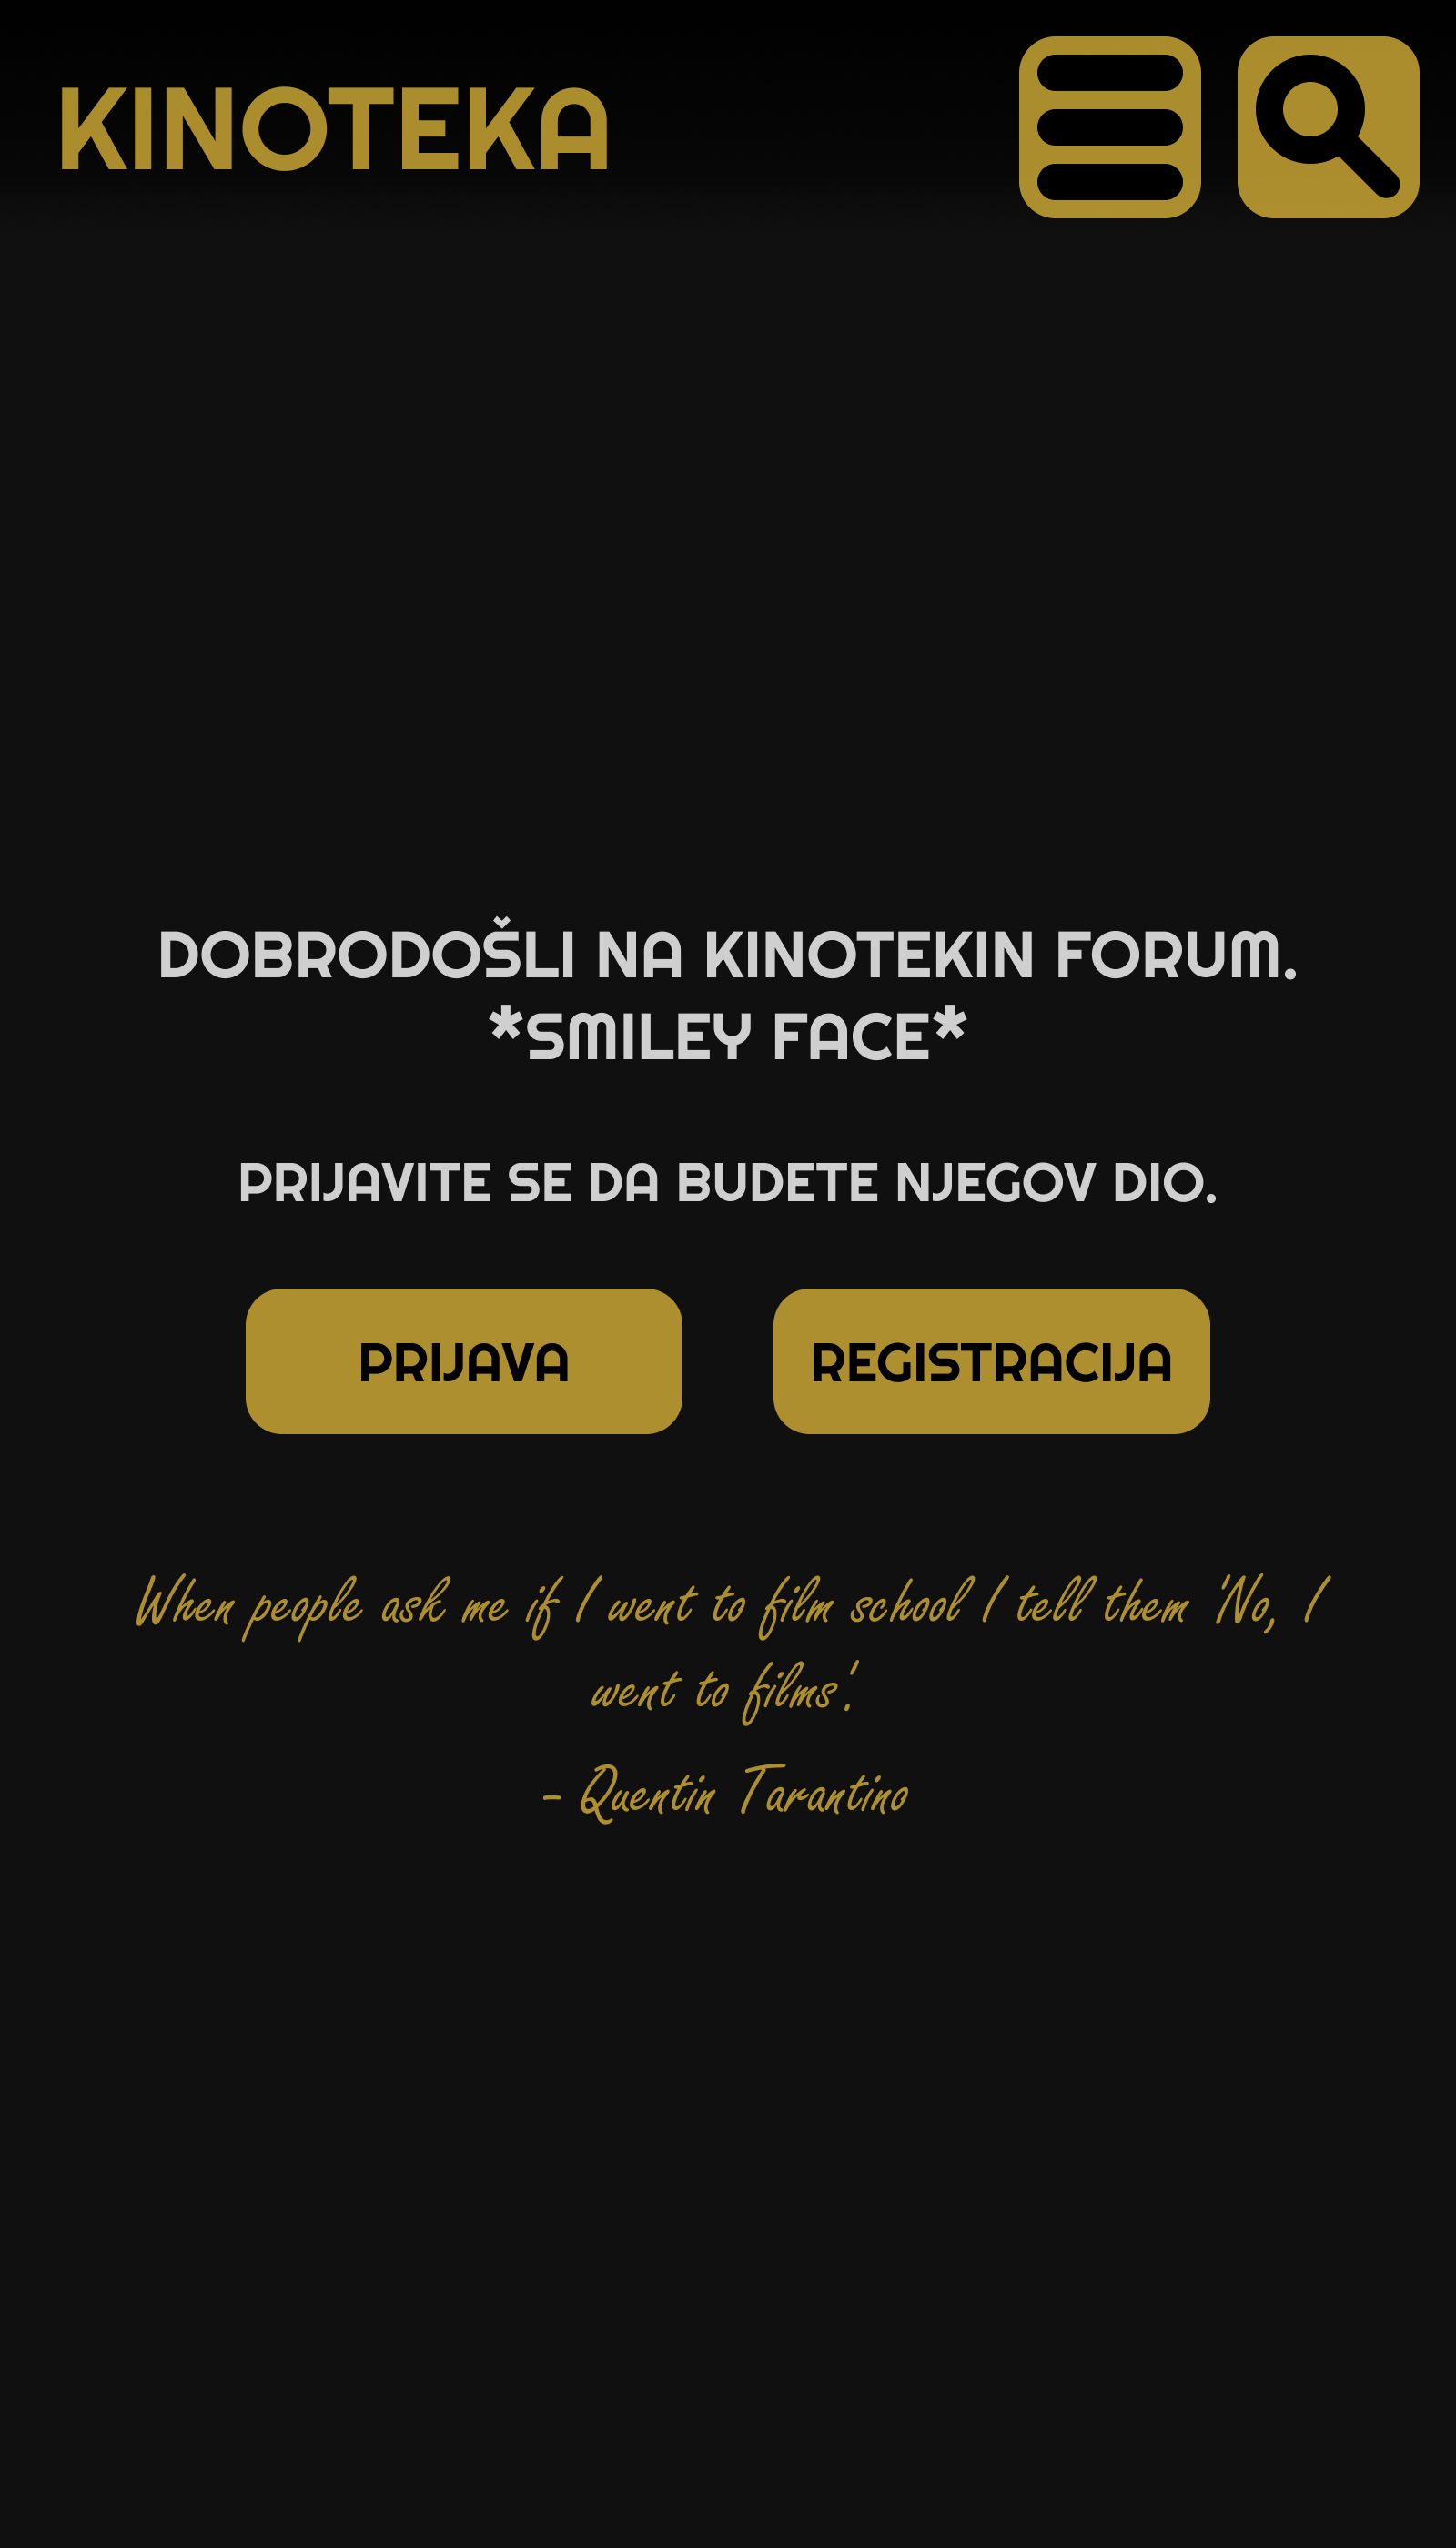 KINOTEKA
DOBRODOŠLI NA KINOTEKIN FORUM.
*SMILEY FACE*
PRIJAVITE SE DA BUDETE NJEGOV DIO.
PRIJAVA
REGISTRACIJA
When people ask me if I went to film school I tell them 'No, I
went to films'.
- Quentin Tarantino